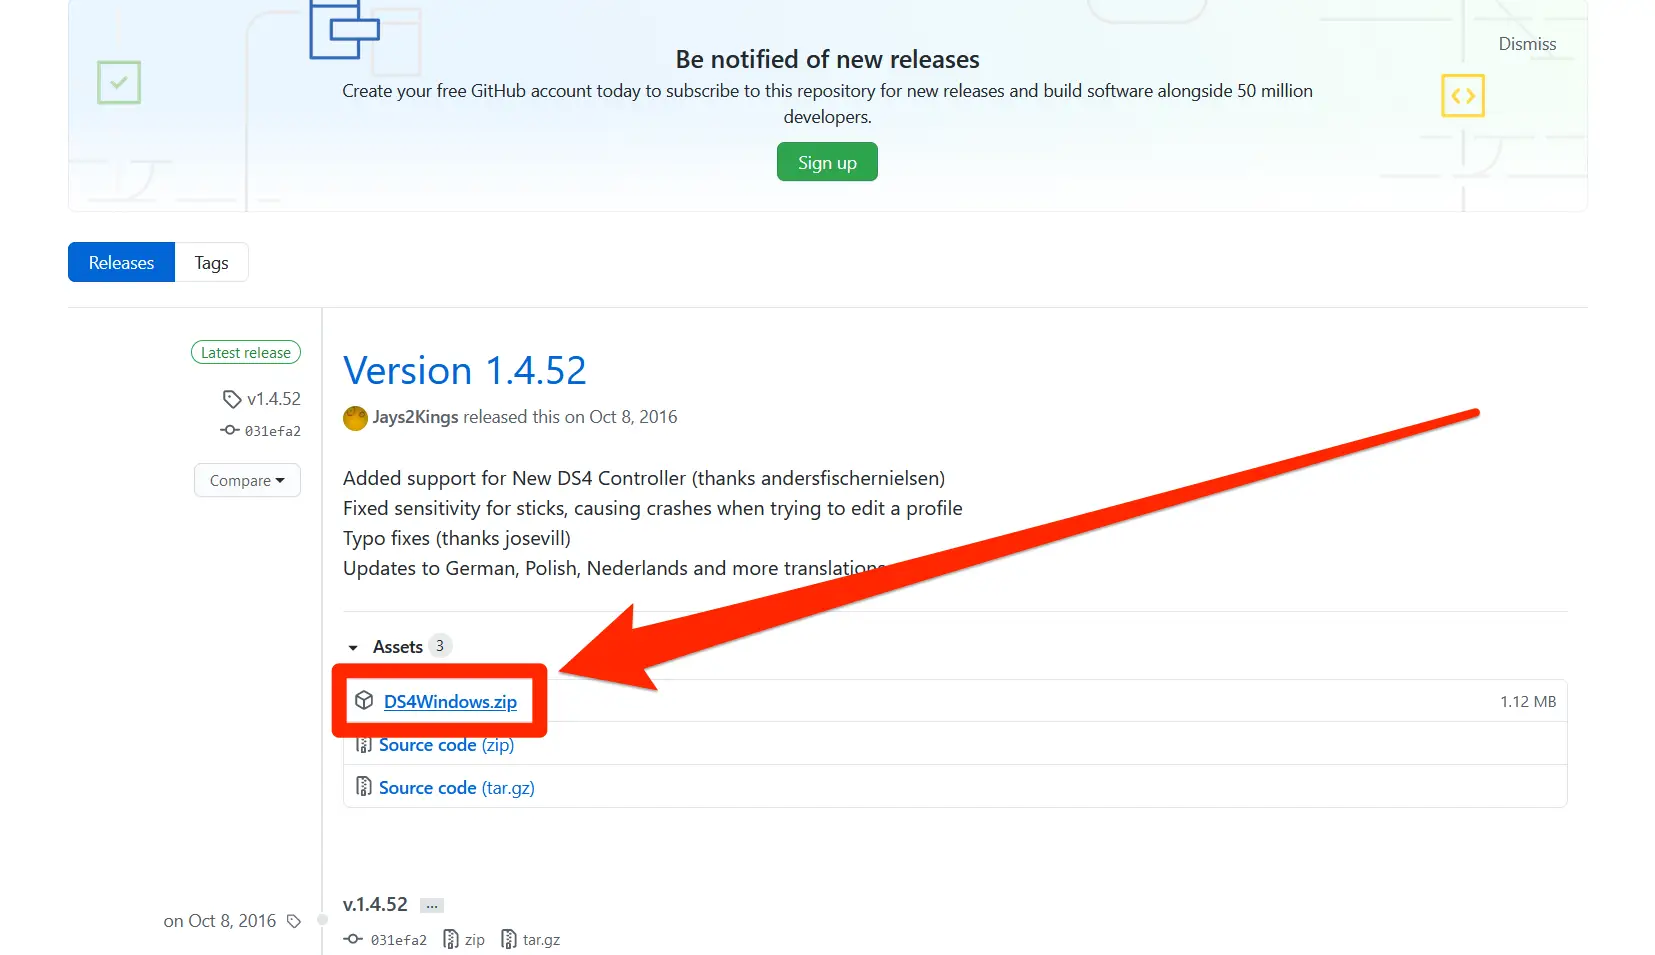 Be notified of new releases
Dismiss
Create your free GitHub account today to subscribe to this repository for new releases and build software alongside 50 million
developers.
Sign up
Releases
Tags
Latest release
v1.4.52
031efa2
Compare
Version 1.4.52
Jays2Kings released this on Oct 8, 2016
Added support for New DS4 Controller (thanks andersfischernielsen)
Fixed sensitivity for sticks, causing crashes when trying to edit a profile
Typo fixes (thanks josevill)
Updates to German, Polish, Nederlands and more translations
Assets 3
DS4Windows.zip
1.12 MB
Source code (zip)
Source code (tar.gz)
on Oct 8, 2016
v.1.4.52 ...
031efa2 zip tar.gz